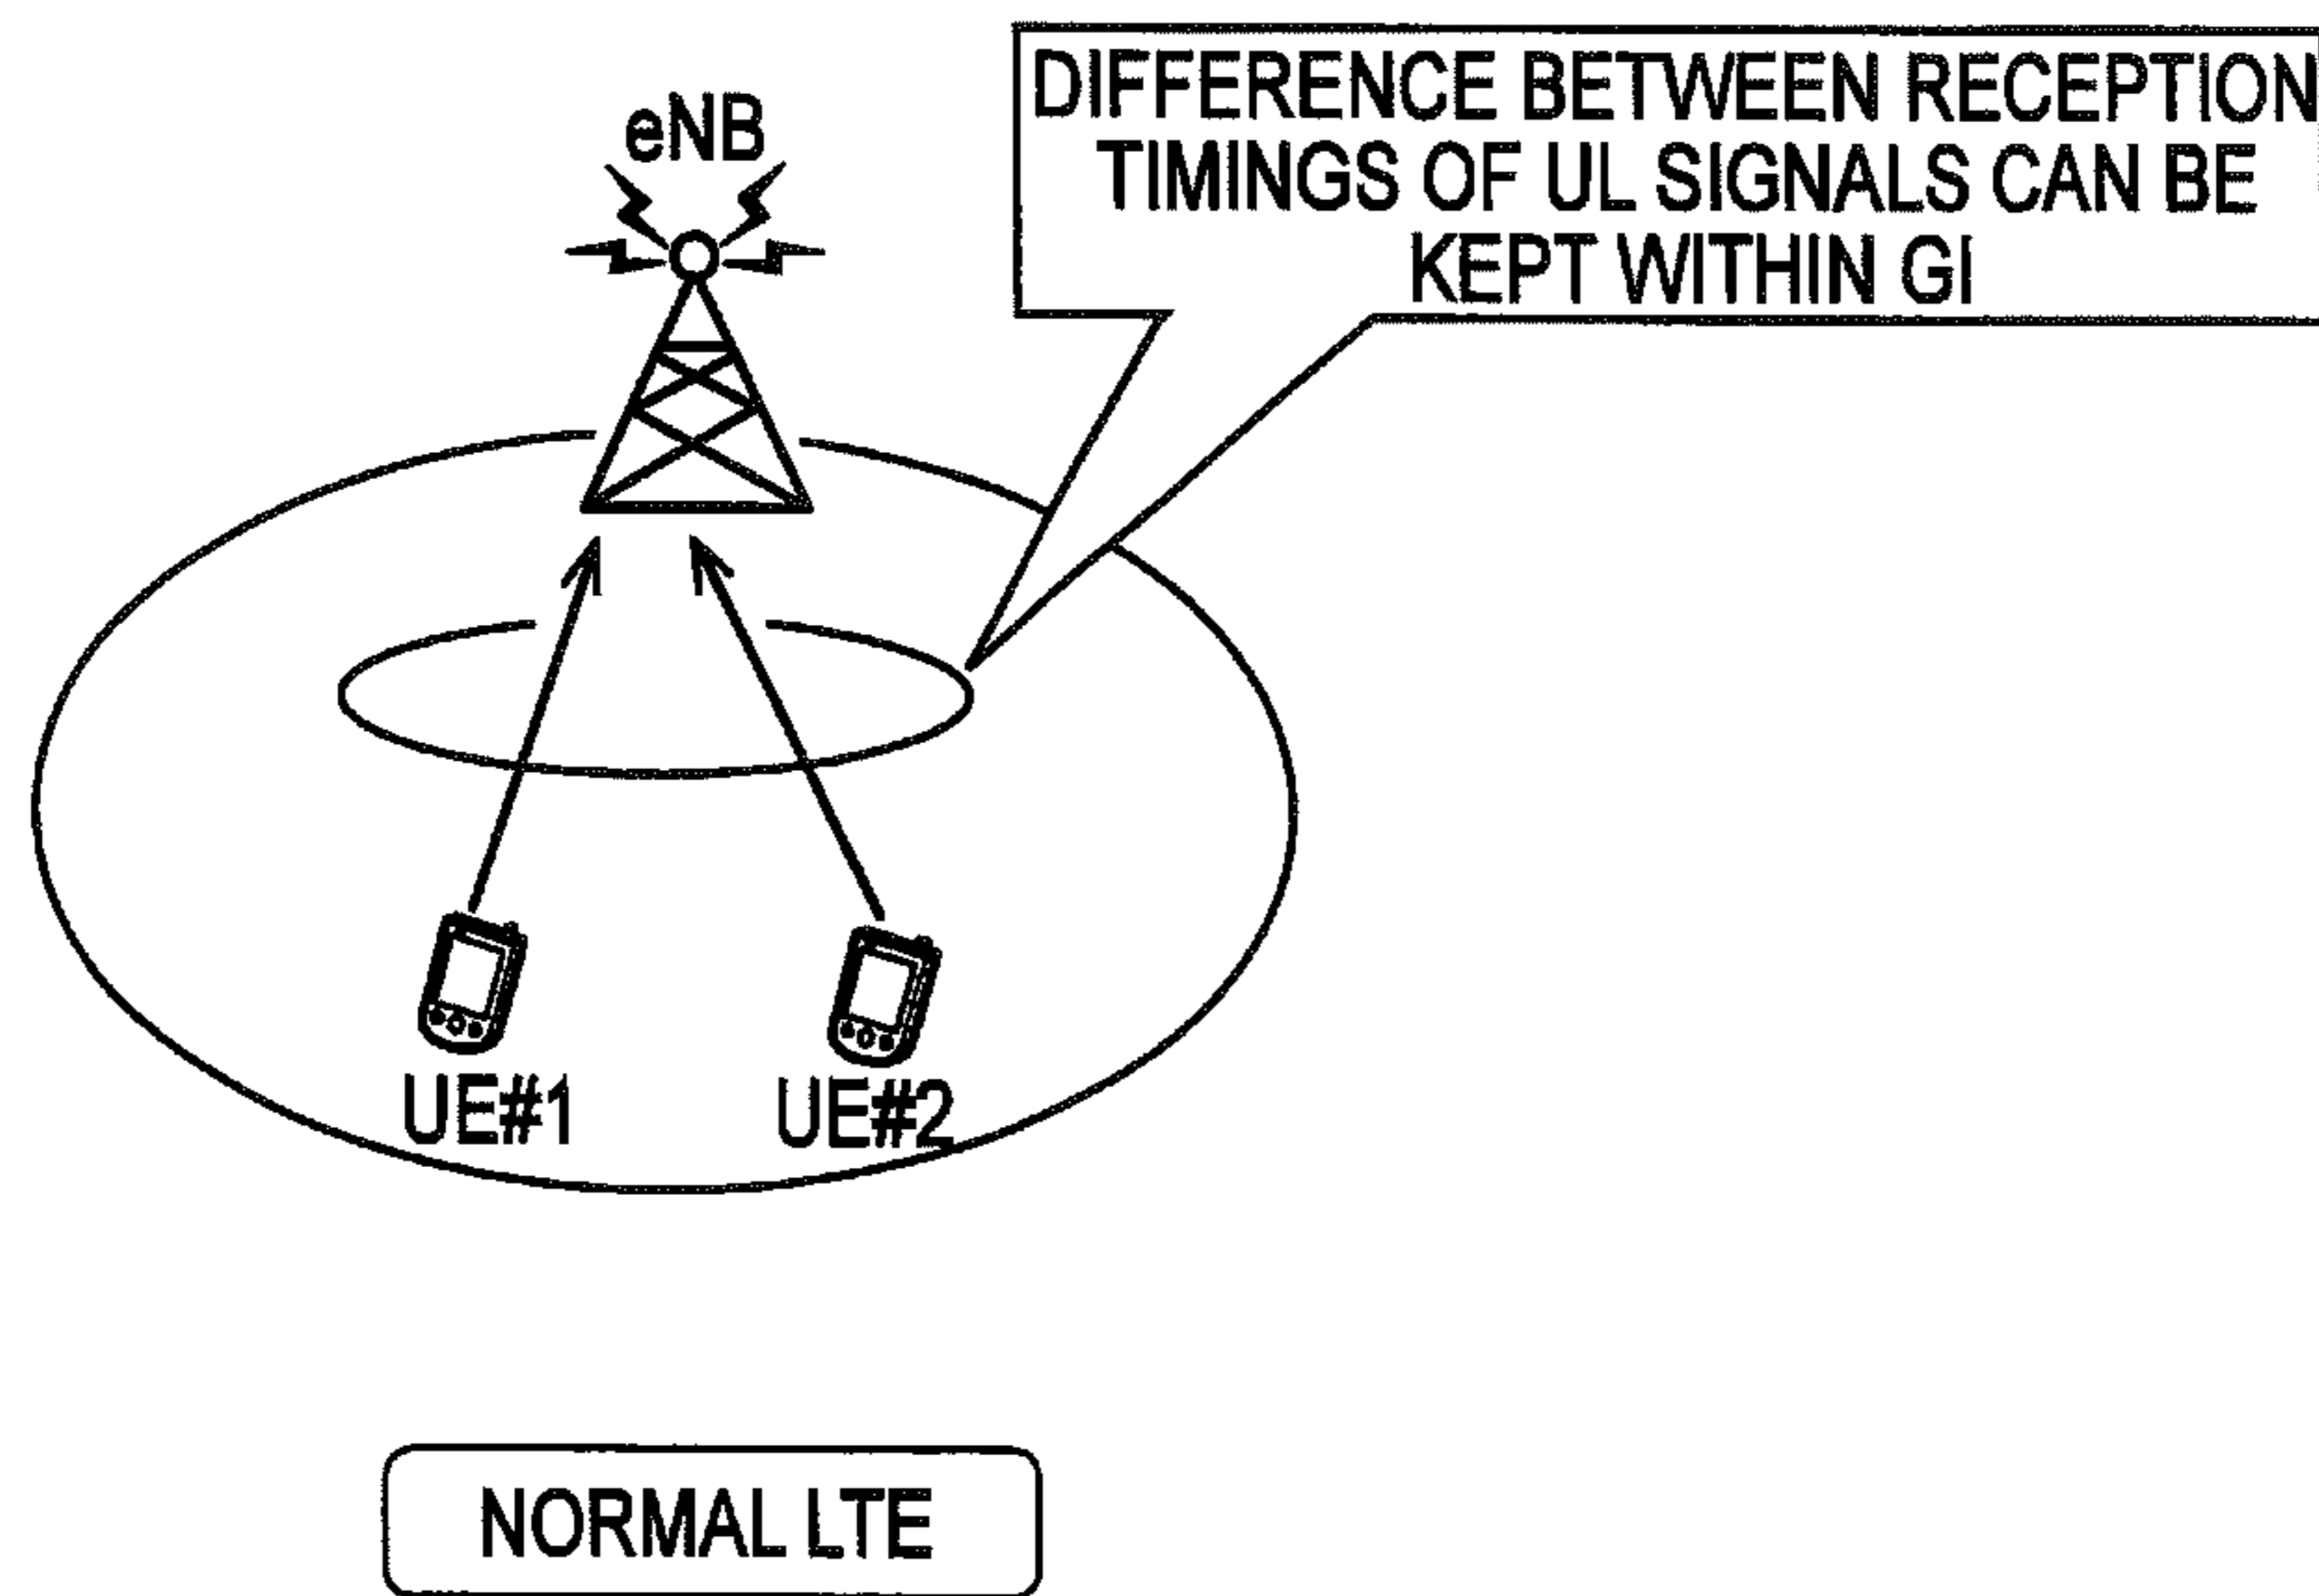 eNB
DIFFERENCE BETWEEN RECEPTION
TIMINGS OF UL SIGNALS CAN BE
KEPT WITHIN GI
UE#1
UE#2
NORMAL LTE